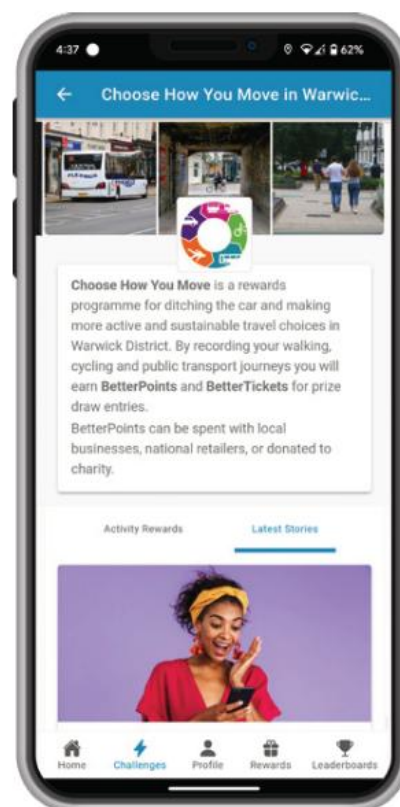 4:37
62%
Choose How You Move in Warwic...
Choose How You Move is a rewards
programme for ditching the car and making
more active and sustainable travel choices in
Warwick District. By recording your walking,
cycling and public transport journeys you will
earn BetterPoints and BetterTickets for prize
draw entries.
BetterPoints can be spent with local
businesses, national retailers, or donated to
charity.
Activity Rewards Latest Stories
Home Challenges Profile Rewards Leaderboards